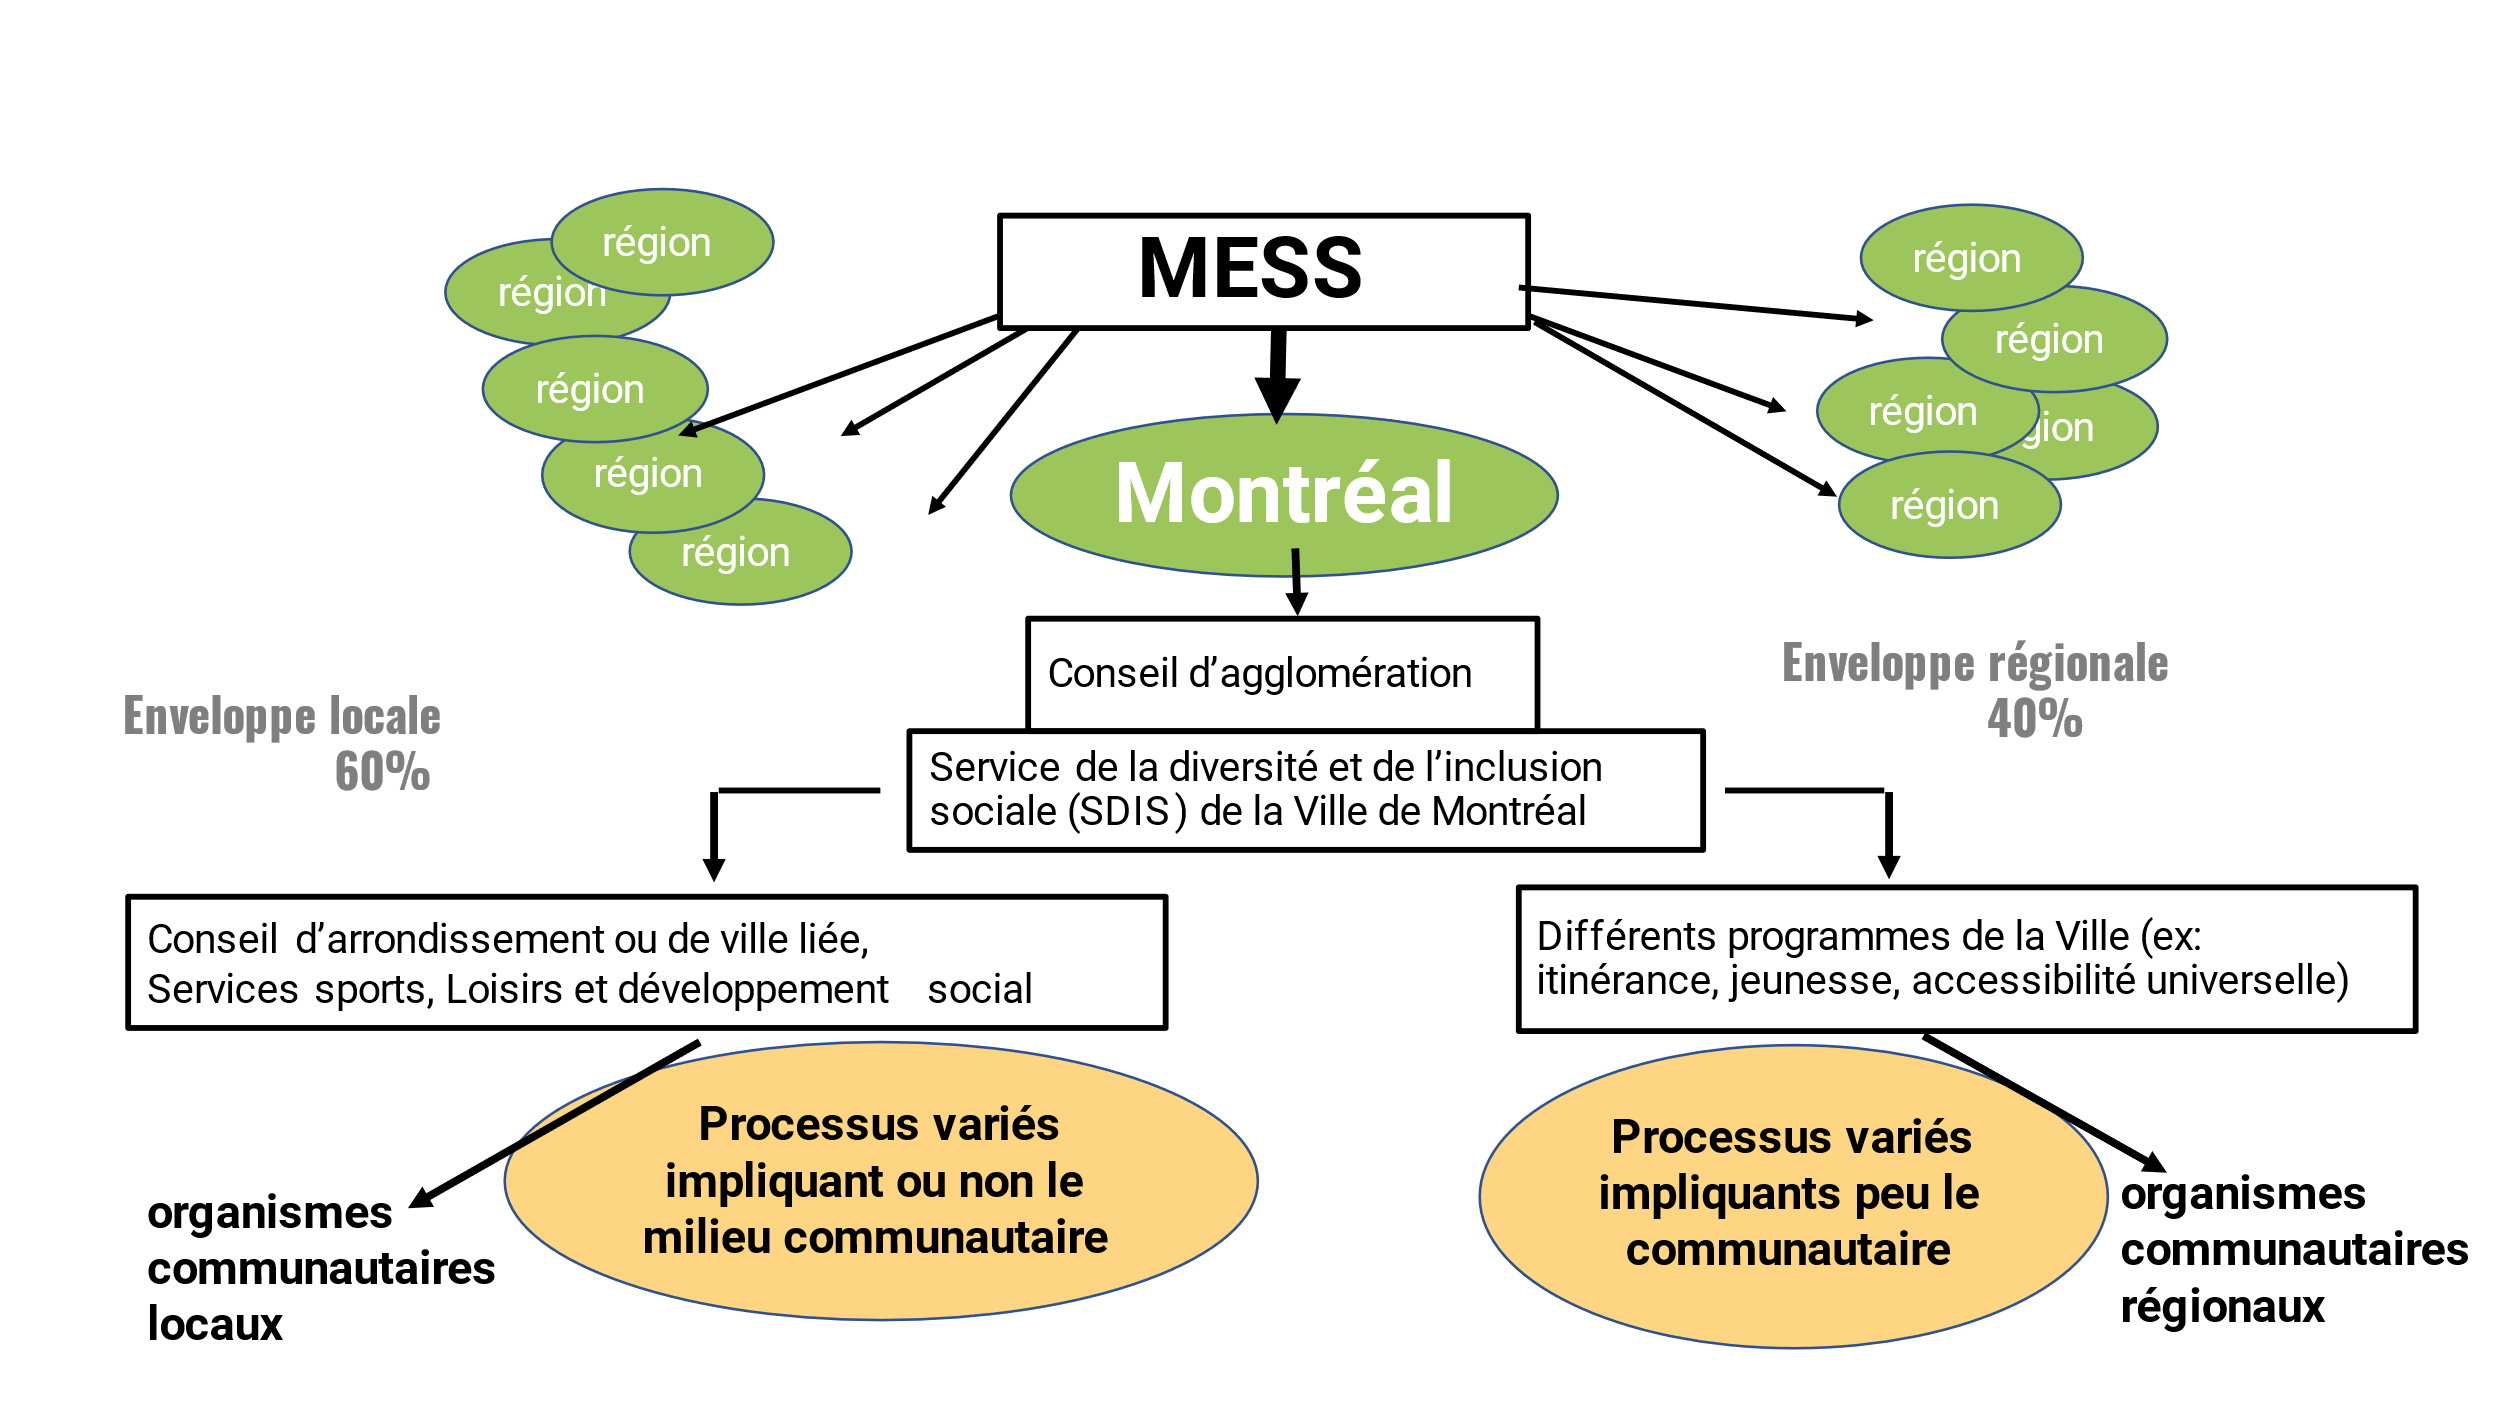 MESS
région
région
région
région
région
région
région
région
région
Montréal
Conseil d’agglomération
Service de la diversité et de l’inclusion
sociale (SDIS) de la Ville de Montréal
Enveloppe locale
60%
Enveloppe régionale
40%
Conseil d’arrondissement ou de ville liée,
Services sports, Loisirs et développement social
Différents programmes de la Ville (ex:
itinérance, jeunesse, accessibilité universelle)
Processus variés
impliquant ou non le
milieu communautaire
Processus variés
impliquants peu le
communautaire
organismes
communautaires
locaux
organismes
communautaires
régionaux